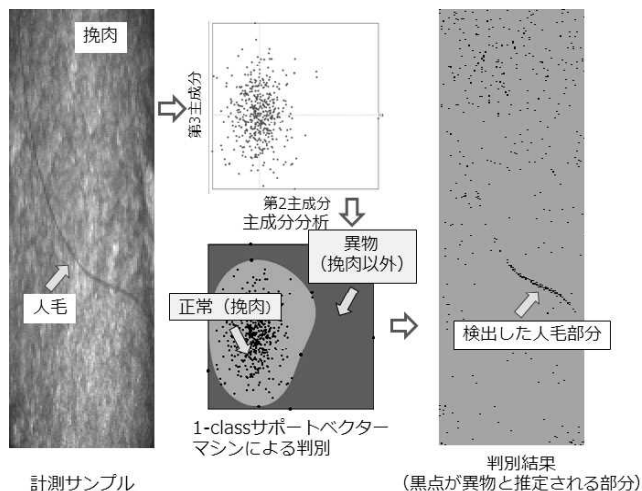 挽肉
人毛
計測サンプル
第3主成分
第2主成分
主成分分析
異物
（挽肉以外）
正常（挽肉)
1-classサポートベクター
マシンによる判別
検出した人毛部分
判別結果
（黒点が異物と推定される部分）